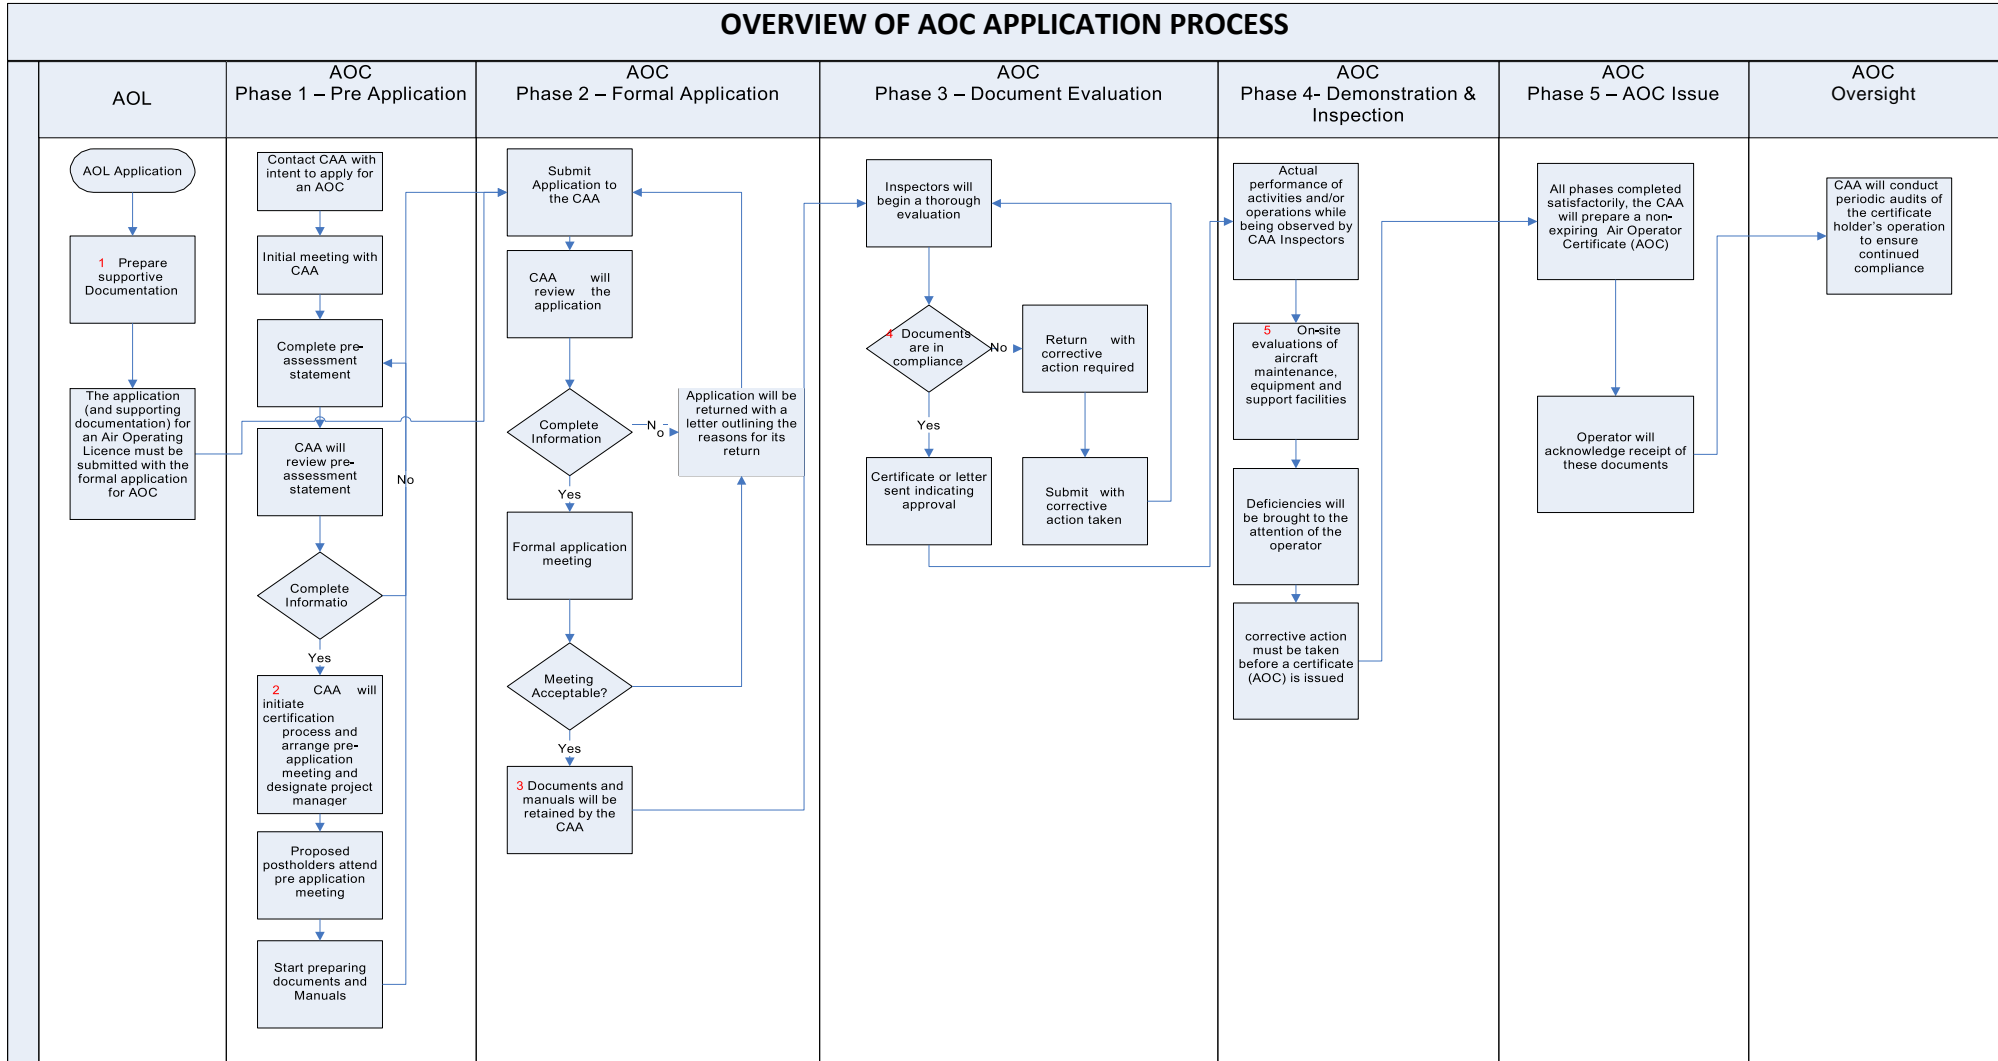 OVERVIEW OF AOC APPLICATION PROCESS
AOL
AOC
Phase 1 – Pre Application
AOC
Phase 2 – Formal Application
AOC
Phase 3 – Document Evaluation
AOC
Phase 4- Demonstration &
Inspection
AOC
Phase 5 – AOC Issue
AOC
Oversight
AOL Application
1 Prepare
supportive
Documentation
The application
(and supporting
documentation) for
an Air Operating
Licence must be
submitted with the
formal application
for AOC
Contact CAA with
intent to apply for
an AOC
Initial meeting with
CAA
Complete pre-
assessment
statement
CAA will
review pre-
assessment
statement
No
Complete
Informatio
Yes
2 CAA will
initiate
certification
process and
arrange pre-
application
meeting and
designate project
manager
Proposed
postholders attend
pre application
meeting
Start preparing
documents and
Manuals
Submit
Application to
the CAA
CAA will
review the
application
Complete
Information
No
Application will be
returned with a
letter outlining the
reasons for its
return
Yes
Formal application
meeting
Meeting
Acceptable?
Yes
3 Documents and
manuals will be
retained by the
CAA
Inspectors will
begin a thorough
evaluation
4 Documents
are in
compliance
No
Return with
corrective
action required
Yes
Certificate or letter
sent indicating
approval
Submit with
corrective
action taken
Actual
performance of
activities and/or
operations while
being observed by
CAA Inspectors
5 On-site
evaluations of
aircraft
maintenance,
equipment and
support facilities
Deficiencies will
be brought to the
attention of the
operator
corrective action
must be taken
before a certificate
(AOC) is issued
All phases completed
satisfactorily, the CAA
will prepare a non-
expiring Air Operator
Certificate (AOC)
Operator will
acknowledge receipt of
these documents
CAA will conduct
periodic audits of
the certificate
holder's operation
to ensure
continued
compliance